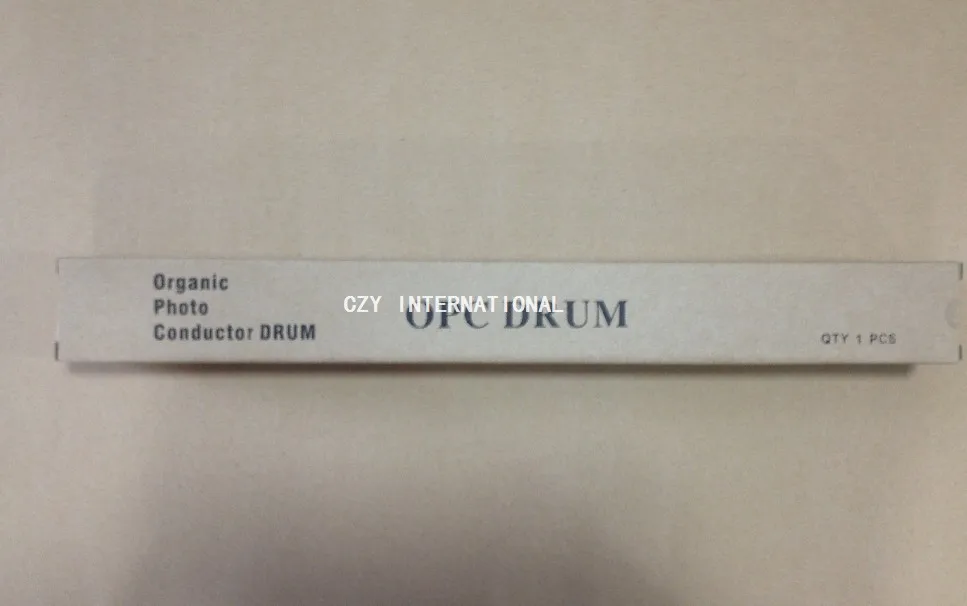 Organic
Photo
Conductor DRUM
CZY INTERNATIONAL
OPC DRUM
QTY 1 PCS